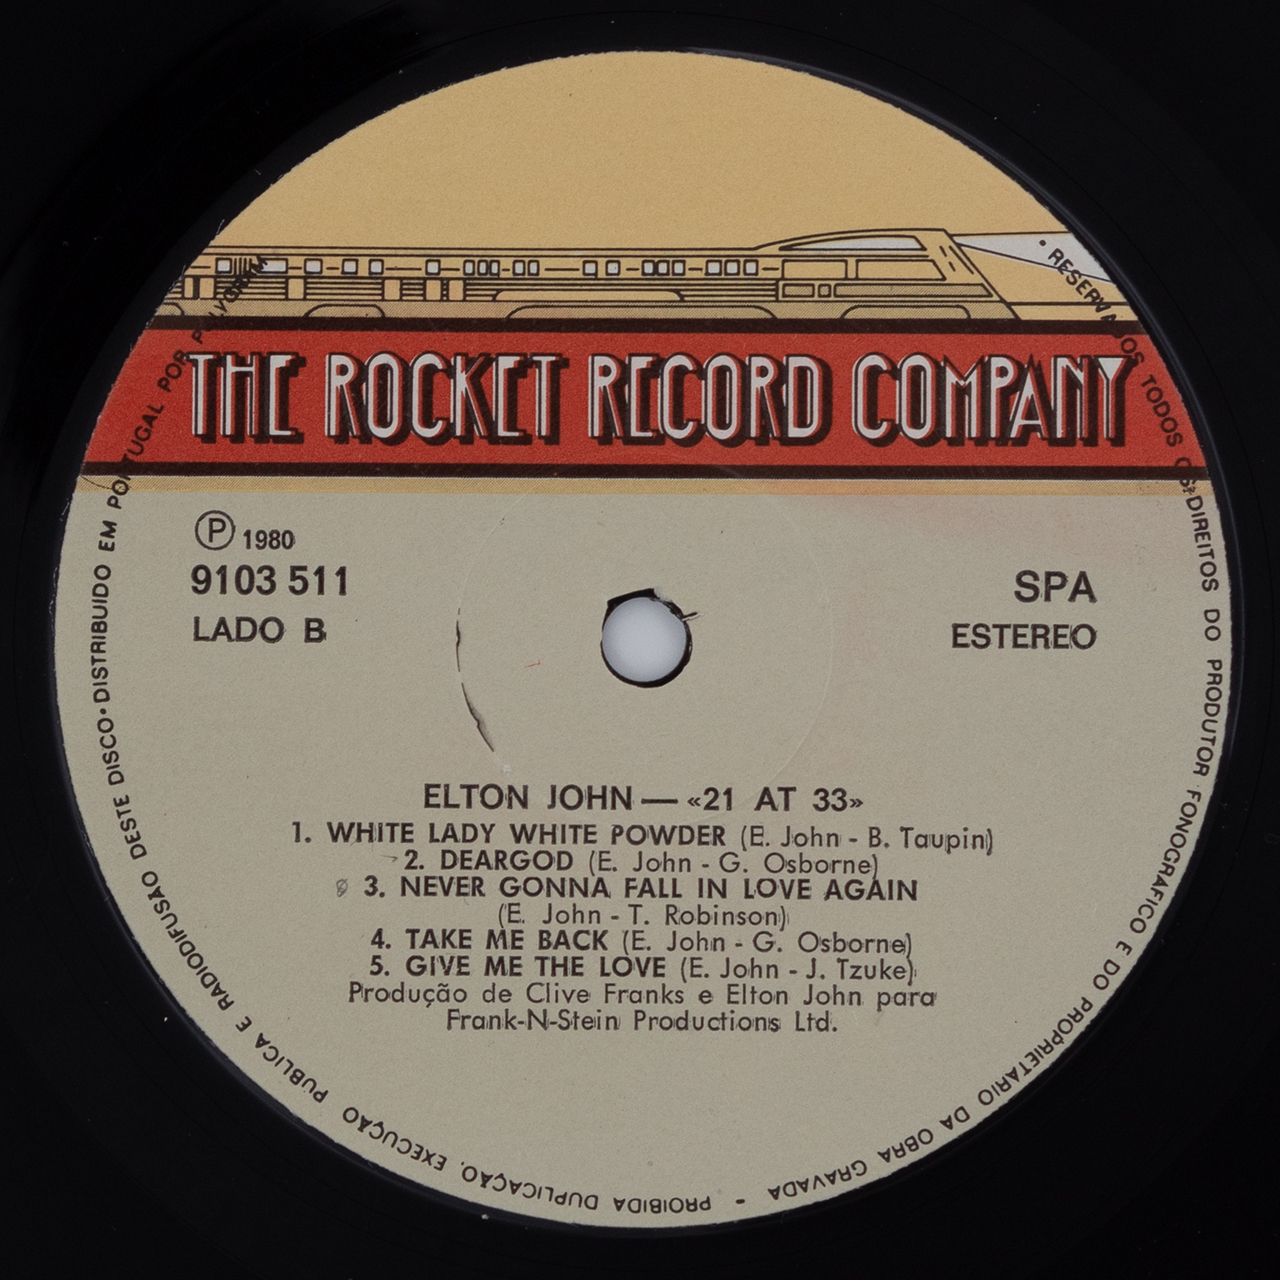 THE ROCKET RECORD COMPANY
Ⓟ 1980
9103 511
LADO B
SPA
ESTEREO
ELTON JOHN — «21 AT 33»
1. WHITE LADY WHITE POWDER (E. John - B. Taupin)
2. DEARGOD (E. John - G. Osborne)
3. NEVER GONNA FALL IN LOVE AGAIN
(E. John - T. Robinson)
4. TAKE ME BACK (E. John - G. Osborne)
5. GIVE ME THE LOVE (E. John - J. Tzuke)
Produção de Clive Franks e Elton John para
Frank-N-Stein Productions Ltd.
• RESERVADOS TODOS OS DIREITOS DO PRODUTOR FONOGRAFICO E DO PROPRIETARIO DA OBRA GRAVADA - PROIBIDA DUPLICAÇAO, EXECUÇAO PUBLICA E RADIODIFUSAO DESTE DISCO • DISTRIBUIDO EM PORTUGAL POR POLYGRAM